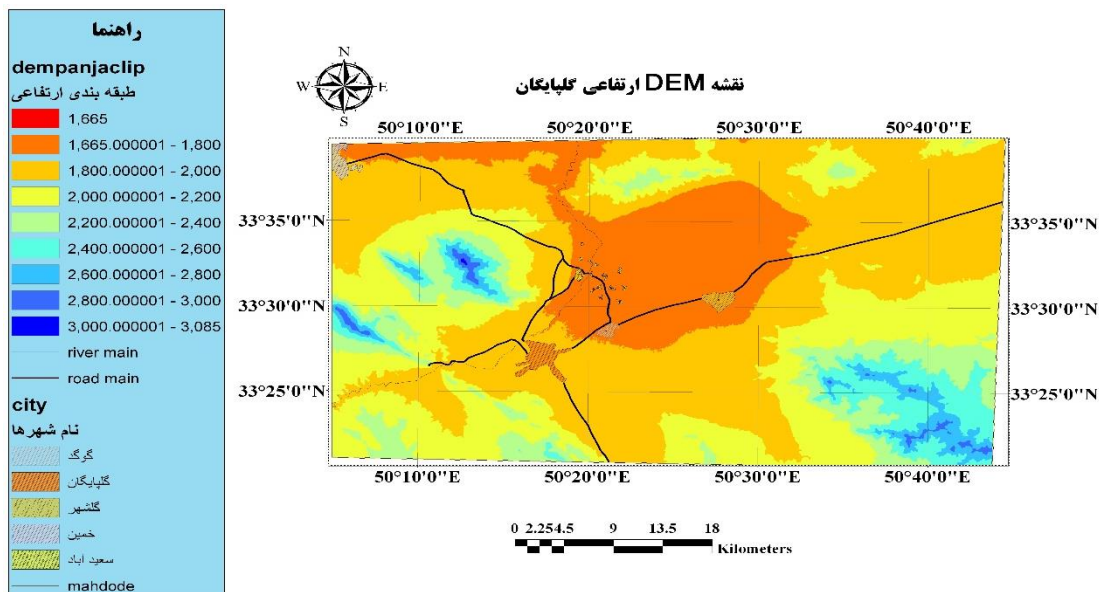 راهنما
dempanjaclip
طبقه بندی ارتفاعی
1,665
1,665.000001 - 1,800
1,800.000001 - 2,000
2,000.000001 - 2,200
2,200.000001 - 2,400
2,400.000001 - 2,600
2,600.000001 - 2,800
2,800.000001 - 3,000
3,000.000001 - 3,085
river main
road main
city
نام شهرها
گوگد
گلپایگان
گلشهر
خمین
سعید اباد
mahdode
N
W E
S
نقشه DEM ارتفاعی گلپایگان
50°10'0"E 50°20'0"E 50°30'0"E 50°40'0"E
33°35'0"N 33°35'0"N
33°30'0"N 33°30'0"N
33°25'0"N 33°25'0"N
50°10'0"E 50°20'0"E 50°30'0"E 50°40'0"E
0 2.25 4.5 9 13.5 18
Kilometers